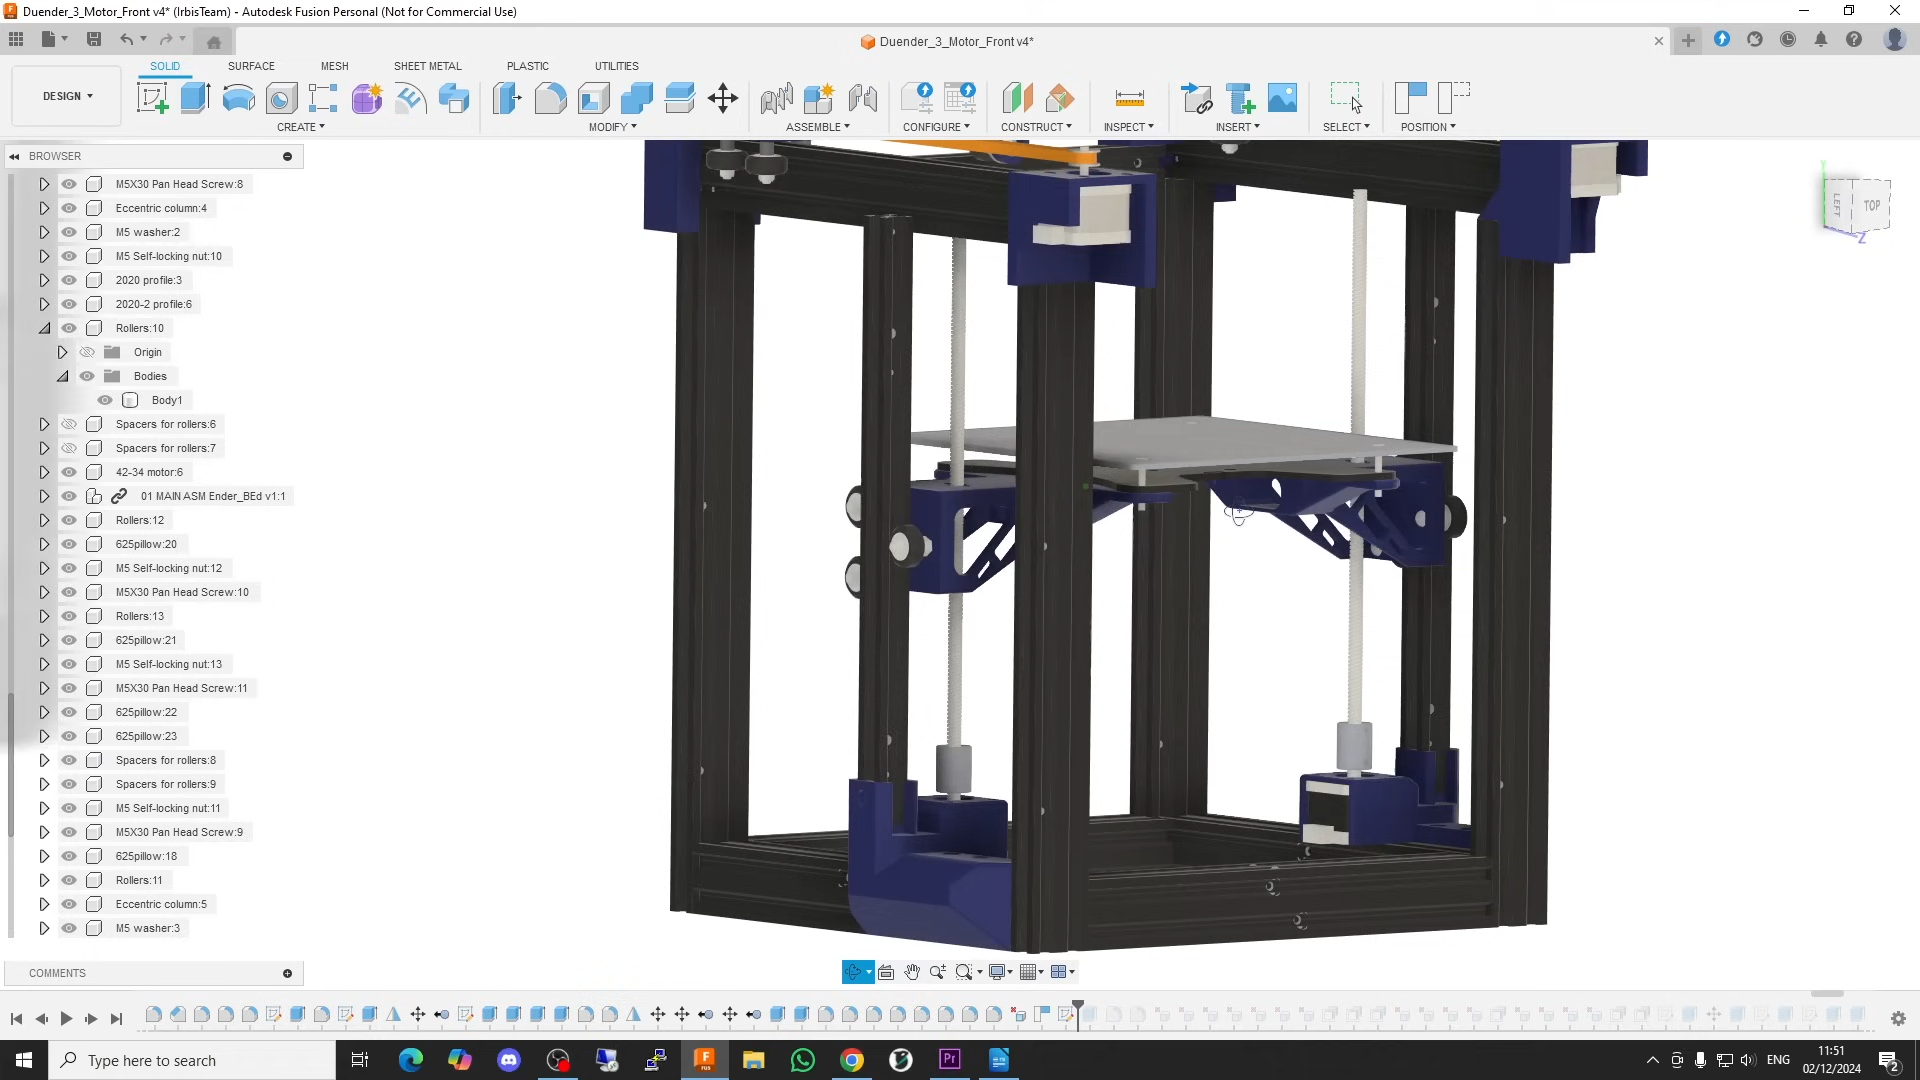 Duender_3_Motor_Front v4* (IrbisTeam) - Autodesk Fusion Personal (Not for Commercial Use)
Duender_3_Motor_Front v4*
SOLID SURFACE MESH SHEET METAL PLASTIC UTILITIES
DESIGN
CREATE MODIFY ASSEMBLE CONFIGURE CONSTRUCT INSPECT INSERT SELECT POSITION
BROWSER
M5X30 Pan Head Screw:8
Eccentric column:4
M5 washer:2
M5 Self-locking nut:10
2020 profile:3
2020-2 profile:6
Rollers:10
Origin
Bodies
Body1
Spacers for rollers:6
Spacers for rollers:7
42-34 motor:6
01 MAIN ASM Ender_BEd v1:1
Rollers:12
625pillow:20
M5 Self-locking nut:12
M5X30 Pan Head Screw:10
Rollers:13
625pillow:21
M5 Self-locking nut:13
M5X30 Pan Head Screw:11
625pillow:22
625pillow:23
Spacers for rollers:8
Spacers for rollers:9
M5 Self-locking nut:11
M5X30 Pan Head Screw:9
625pillow:18
Rollers:11
Eccentric column:5
M5 washer:3
Y
LEFT TOP
Z
COMMENTS
Type here to search
F
FUS
Pr
ENG
11:51
02/12/2024
2